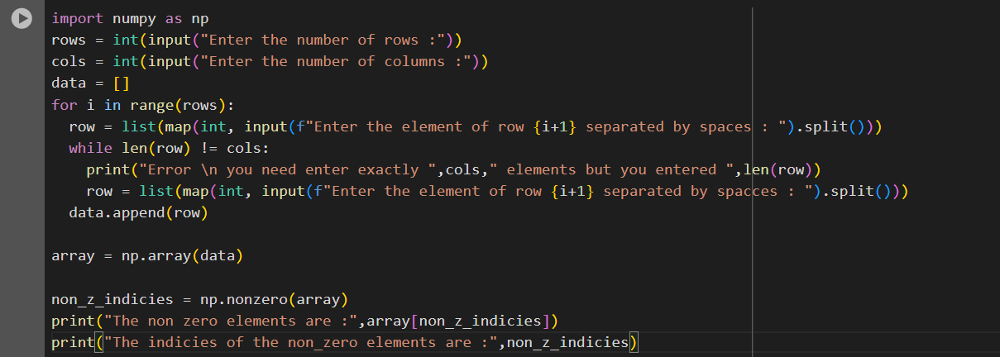 import numpy as np
rows = int(input("Enter the number of rows :"))
cols = int(input("Enter the number of columns :"))
data = []
for i in range(rows):
  row = list(map(int, input(f"Enter the element of row {i+1} separated by spaces : ").split()))
  while len(row) != cols:
    print("Error \n you need enter exactly ",cols," elements but you entered ",len(row))
    row = list(map(int, input(f"Enter the element of row {i+1} separated by spacces : ").split()))
  data.append(row)

array = np.array(data)

non_z_indicies = np.nonzero(array)
print("The non zero elements are :",array[non_z_indicies])
print("The indicies of the non_zero elements are :",non_z_indicies)